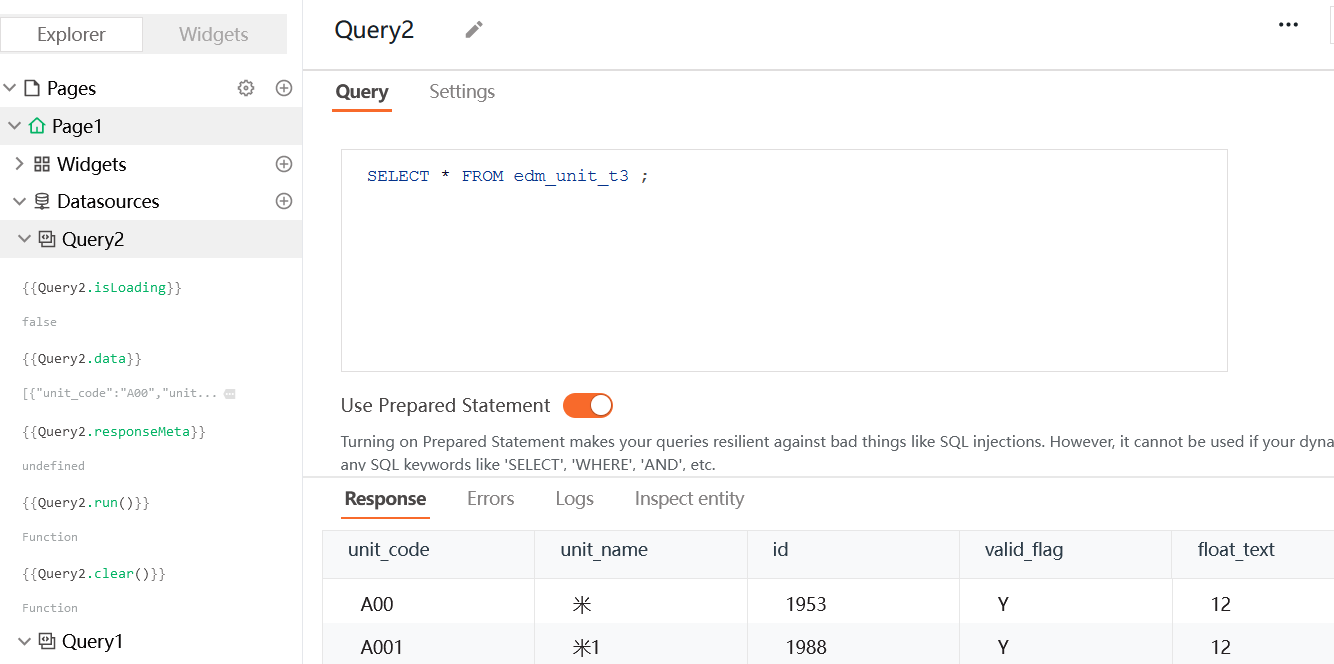 Explorer
Widgets
Pages
Page1
Widgets
Datasources
Query2
{{Query2.isLoading}}
false
{{Query2.data}}
[{"unit_code":"A00","unit...
{{Query2.responseMeta}}
undefined
{{Query2.run()}}
Function
{{Query2.clear()}}
Function
Query1
Query2
Query Settings
SELECT * FROM edm_unit_t3 ;
Use Prepared Statement
Turning on Prepared Statement makes your queries resilient against bad things like SQL injections. However, it cannot be used if your dyna
any SQL keywords like 'SELECT', 'WHERE', 'AND', etc.
Response Errors Logs Inspect entity
unit_code unit_name id valid_flag float_text
A00 米 1953 Y 12
A001 米1 1988 Y 12